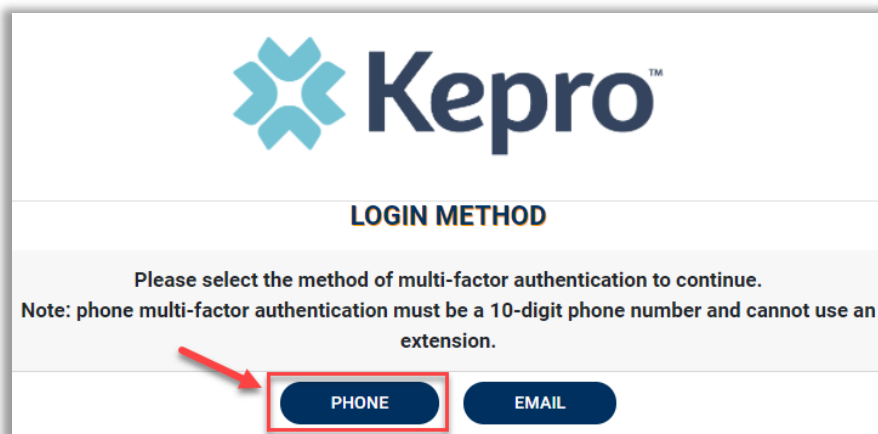 Kepro™
LOGIN METHOD
Please select the method of multi-factor authentication to continue.
Note: phone multi-factor authentication must be a 10-digit phone number and cannot use an
extension.
PHONE EMAIL